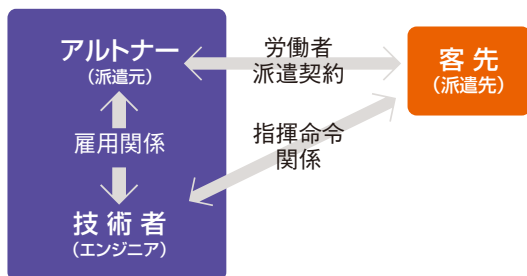 アルトナー
(派遣元)
雇用関係
技術者
(エンジニア)
労働者
派遣契約
指揮命令
関係
客先
(派遣先)